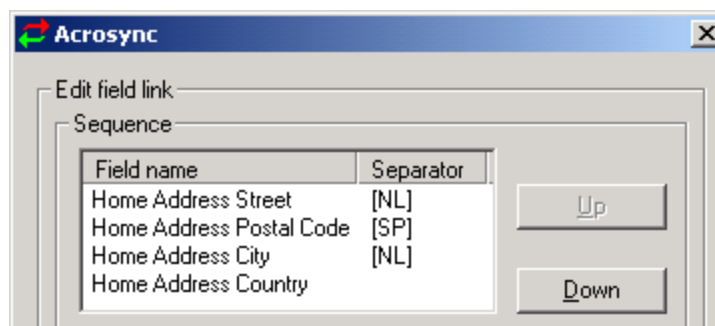 Acrosync
Edit field link
Sequence
Field name Separator
Home Address Street [NL]
Home Address Postal Code [SP]
Home Address City [NL]
Home Address Country
Up
Down